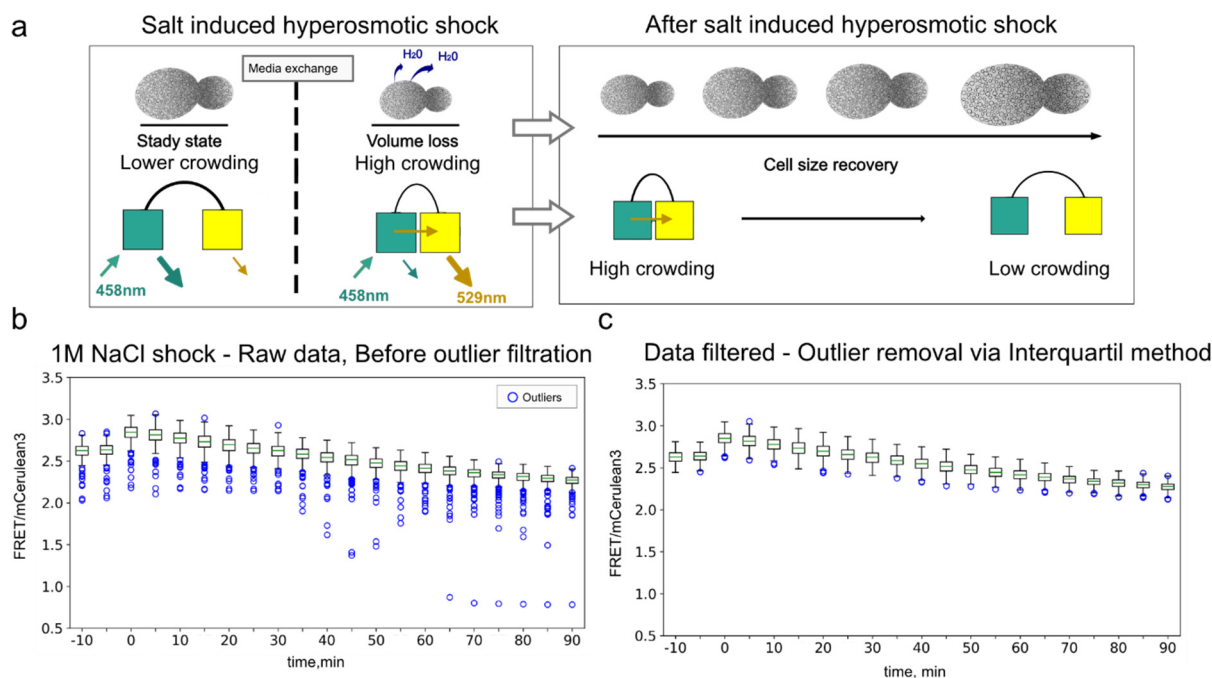 a
Salt induced hyperosmotic shock
After salt induced hyperosmotic shock
Media exchange
H₂0
H₂0
Stady state
Lower crowding
Volume loss
High crowding
Cell size recovery
458nm
458nm
529nm
High crowding
Low crowding
b
1M NaCl shock - Raw data, Before outlier filtration
FRET/mCerulean3
3.5
3.0
2.5
2.0
1.5
1.0
0.5
Outliers
-10 0 10 20 30 40 50 60 70 80 90
time,min
c
Data filtered - Outlier removal via Interquartil method
FRET/mCerulean3
3.5
3.0
2.5
2.0
1.5
1.0
0.5
-10 0 10 20 30 40 50 60 70 80 90
time, min